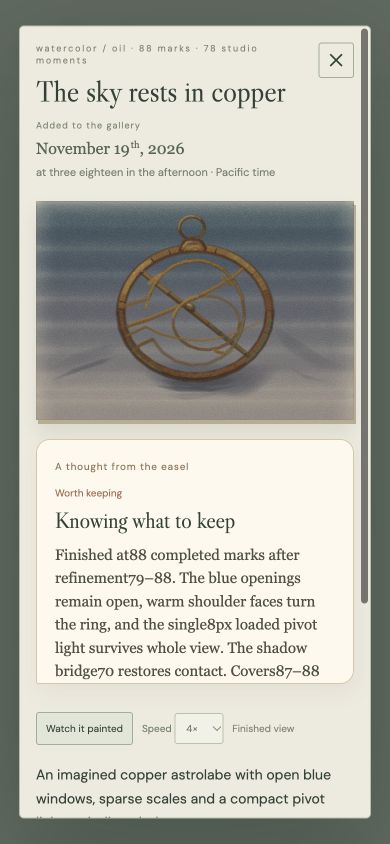 watercolor / oil · 88 marks · 78 studio
moments
The sky rests in copper
Added to the gallery
November 19th, 2026
at three eighteen in the afternoon · Pacific time
A thought from the easel
Worth keeping
Knowing what to keep
Finished at88 completed marks after
refinement79–88. The blue openings
remain open, warm shoulder faces turn
the ring, and the single8px loaded pivot
light survives whole view. The shadow
bridge70 restores contact. Covers87–88
Watch it painted
Speed
4×
Finished view
An imagined copper astrolabe with open blue
windows, sparse scales and a compact pivot